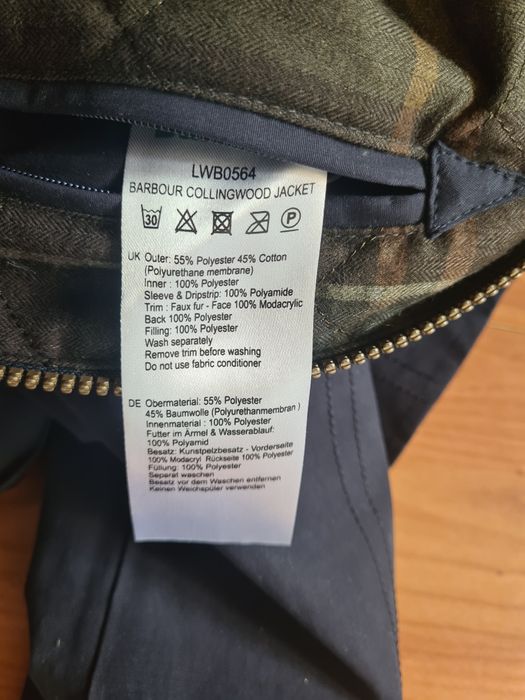 LWB0564
BARBOUR COLLINGWOOD JACKET
30 P
UK Outer: 55% Polyester 45% Cotton
(Polyurethane membrane)
Inner : 100% Polyester
Sleeve & Dripstrip: 100% Polyamide
Trim : Faux fur - Face 100% Modacrylic
Back 100% Polyester
Filling: 100% Polyester
Wash separately
Remove trim before washing
Do not use fabric conditioner
DE Obermaterial: 55% Polyester
45% Baumwolle (Polyurethanmembran )
Innenmaterial : 100% Polyester
Futter im Ärmel & Wasserablauf:
100% Polyamid
Besatz: Kunstpelzbesatz - Vorderseite
100% Modacryl Rückseite 100% Polyester
Füllung: 100% Polyester
Separat waschen
Besatz vor dem Waschen entfernen
Keinen Weichspüler verwenden